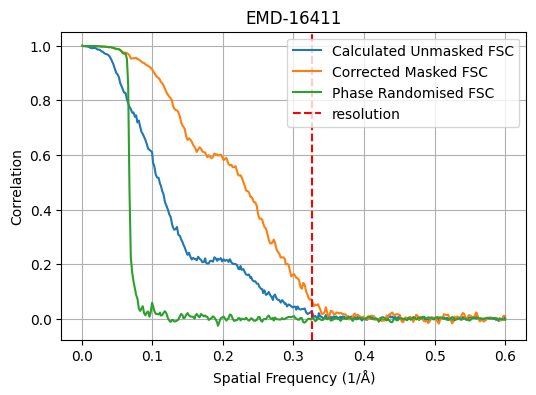 EMD-16411
Calculated Unmasked FSC
Corrected Masked FSC
Phase Randomised FSC
resolution
Correlation
1.0
0.8
0.6
0.4
0.2
0.0
0.0 0.1 0.2 0.3 0.4 0.5 0.6
Spatial Frequency (1/Å)